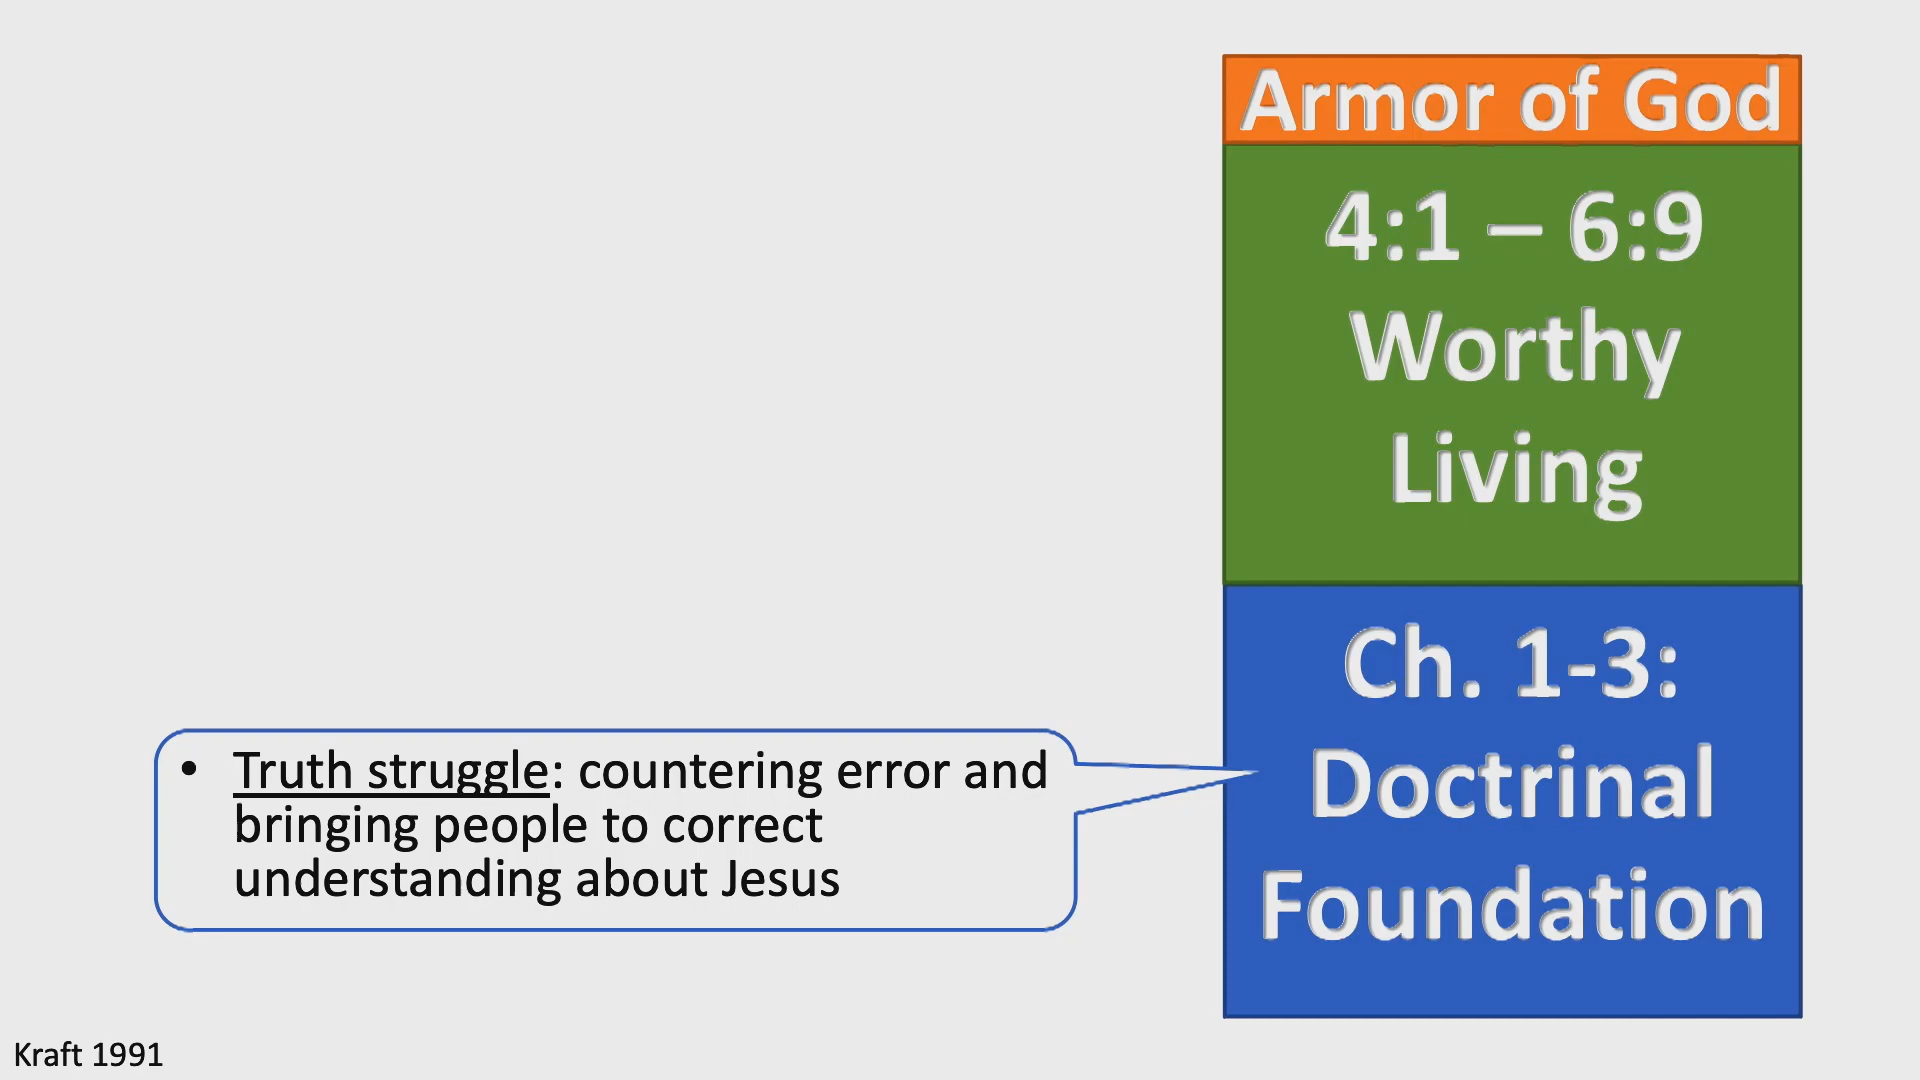 Armor of God
4:1 – 6:9
Worthy
Living
Ch. 1-3:
Doctrinal
Foundation
• Truth struggle: countering error and
bringing people to correct
understanding about Jesus
Kraft 1991